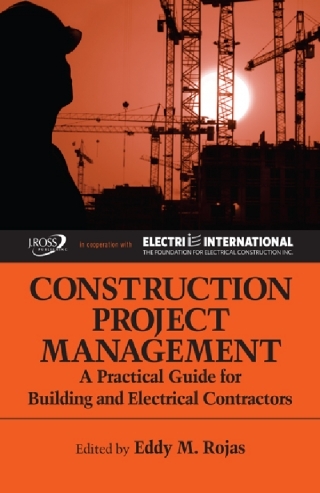 J.ROSS PUBLISHING in cooperation with ELECTRI INTERNATIONAL
THE FOUNDATION FOR ELECTRICAL CONSTRUCTION INC.
CONSTRUCTION
PROJECT
MANAGEMENT
A Practical Guide for
Building and Electrical Contractors
Edited by Eddy M. Rojas